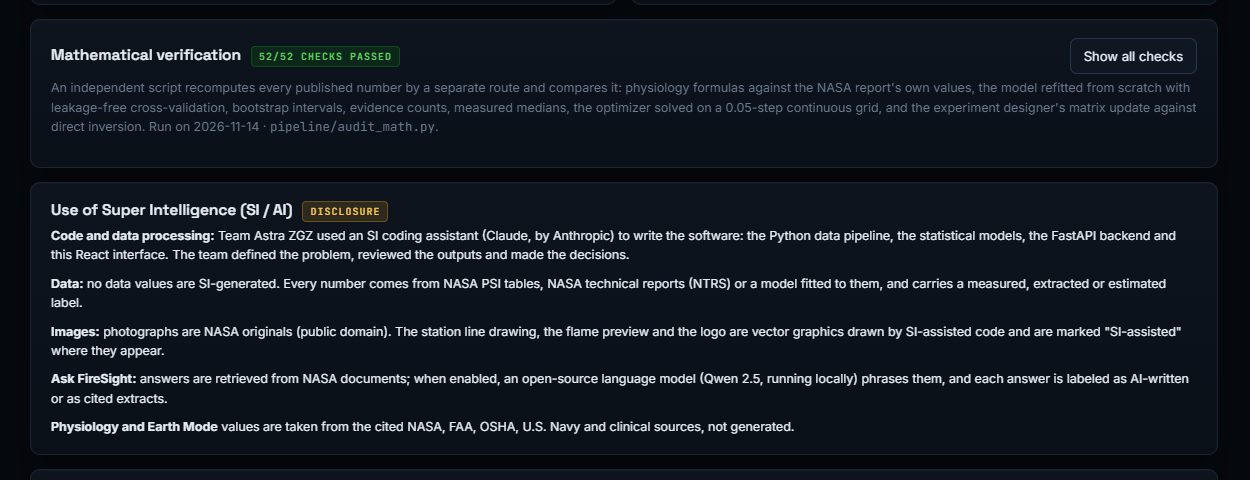 Mathematical verification 52/52 CHECKS PASSED Show all checks
An independent script recomputes every published number by a separate route and compares it: physiology formulas against the NASA report's own values, the model refitted from scratch with
leakage-free cross-validation, bootstrap intervals, evidence counts, measured medians, the optimizer solved on a 0.05-step continuous grid, and the experiment designer's matrix update against
direct inversion. Run on 2026-11-14 · pipeline/audit_math.py.
Use of Super Intelligence (SI / AI) DISCLOSURE
Code and data processing: Team Astra ZGZ used an SI coding assistant (Claude, by Anthropic) to write the software: the Python data pipeline, the statistical models, the FastAPI backend and
this React interface. The team defined the problem, reviewed the outputs and made the decisions.
Data: no data values are SI-generated. Every number comes from NASA PSI tables, NASA technical reports (NTRS) or a model fitted to them, and carries a measured, extracted or estimated
label.
Images: photographs are NASA originals (public domain). The station line drawing, the flame preview and the logo are vector graphics drawn by SI-assisted code and are marked "SI-assisted"
where they appear.
Ask FireSight: answers are retrieved from NASA documents; when enabled, an open-source language model (Qwen 2.5, running locally) phrases them, and each answer is labeled as AI-written
or as cited extracts.
Physiology and Earth Mode values are taken from the cited NASA, FAA, OSHA, U.S. Navy and clinical sources, not generated.